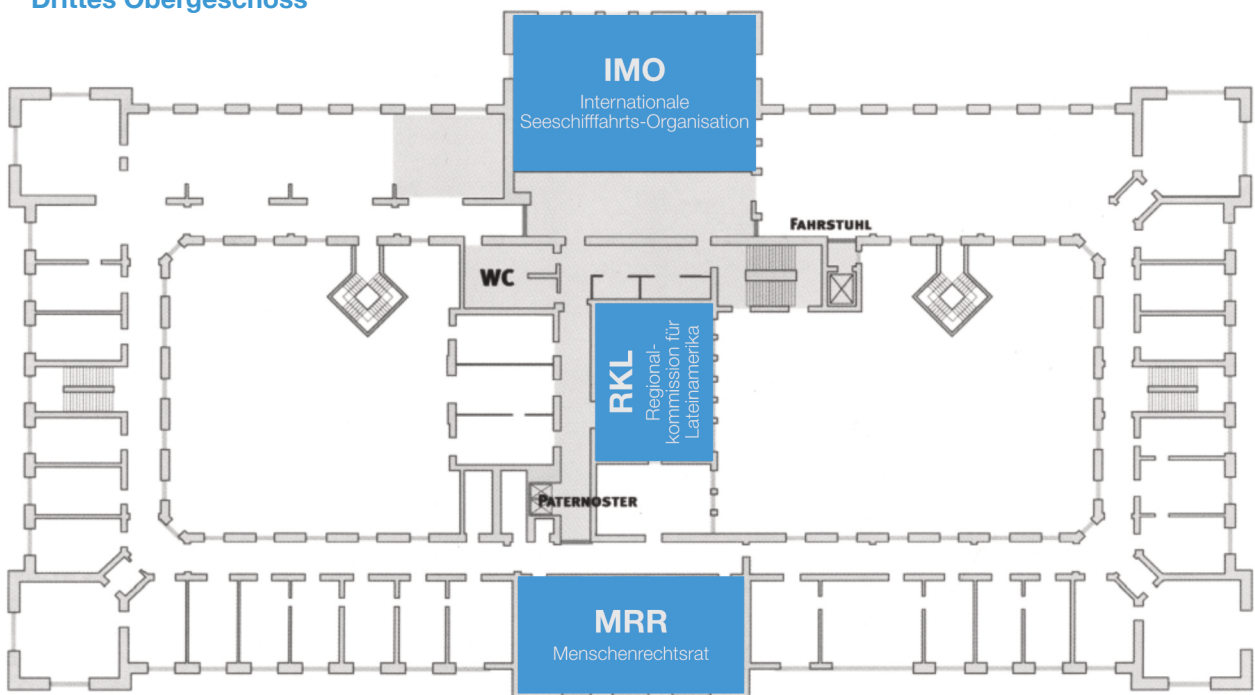 Drittes Obergeschoss
IMO
Internationale
Seeschifffahrts-Organisation
FAHRSTUHL
WC
RKL
Regional-
kommission für
Lateinamerika
PATERNOSTER
MRR
Menschenrechtsrat